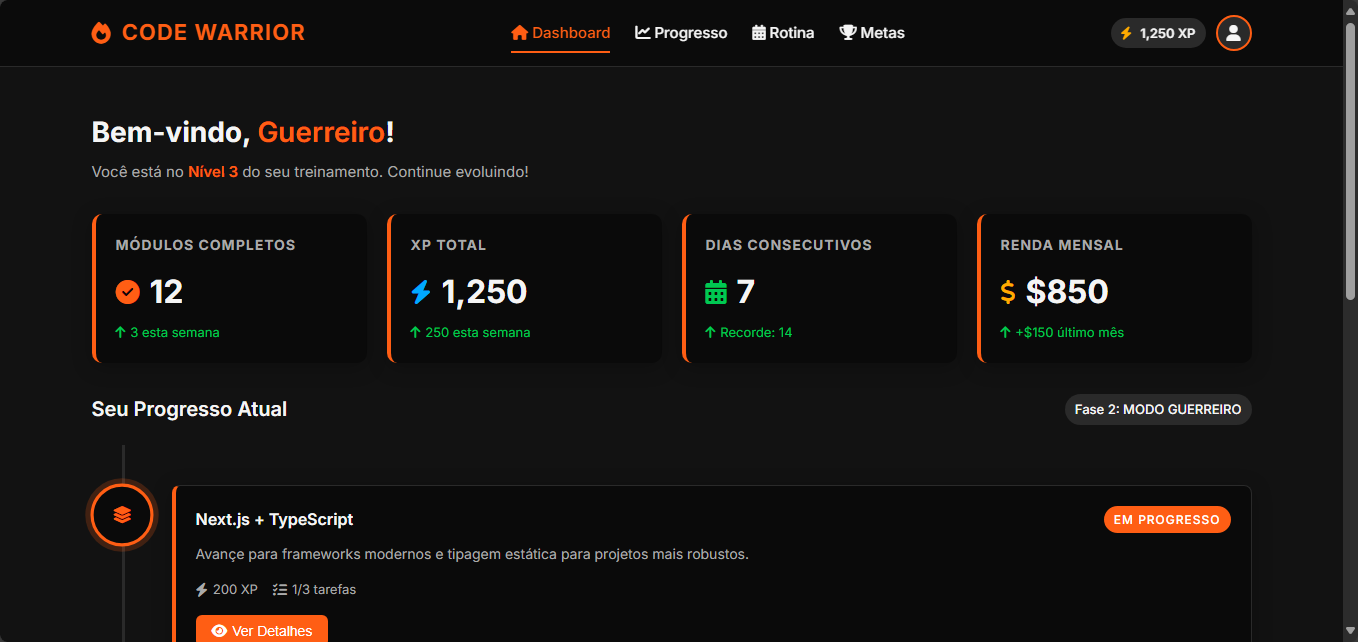 CODE WARRIOR
Dashboard
Progresso
Rotina
Metas
1,250 XP
Bem-vindo, Guerreiro!
Você está no Nível 3 do seu treinamento. Continue evoluindo!
MÓDULOS COMPLETOS
12
3 esta semana
XP TOTAL
1,250
250 esta semana
DIAS CONSECUTIVOS
7
Recorde: 14
RENDA MENSAL
$ $850
+$150 último mês
Seu Progresso Atual
Fase 2: MODO GUERREIRO
Next.js + TypeScript
EM PROGRESSO
Avançe para frameworks modernos e tipagem estática para projetos mais robustos.
200 XP
1/3 tarefas
Ver Detalhes